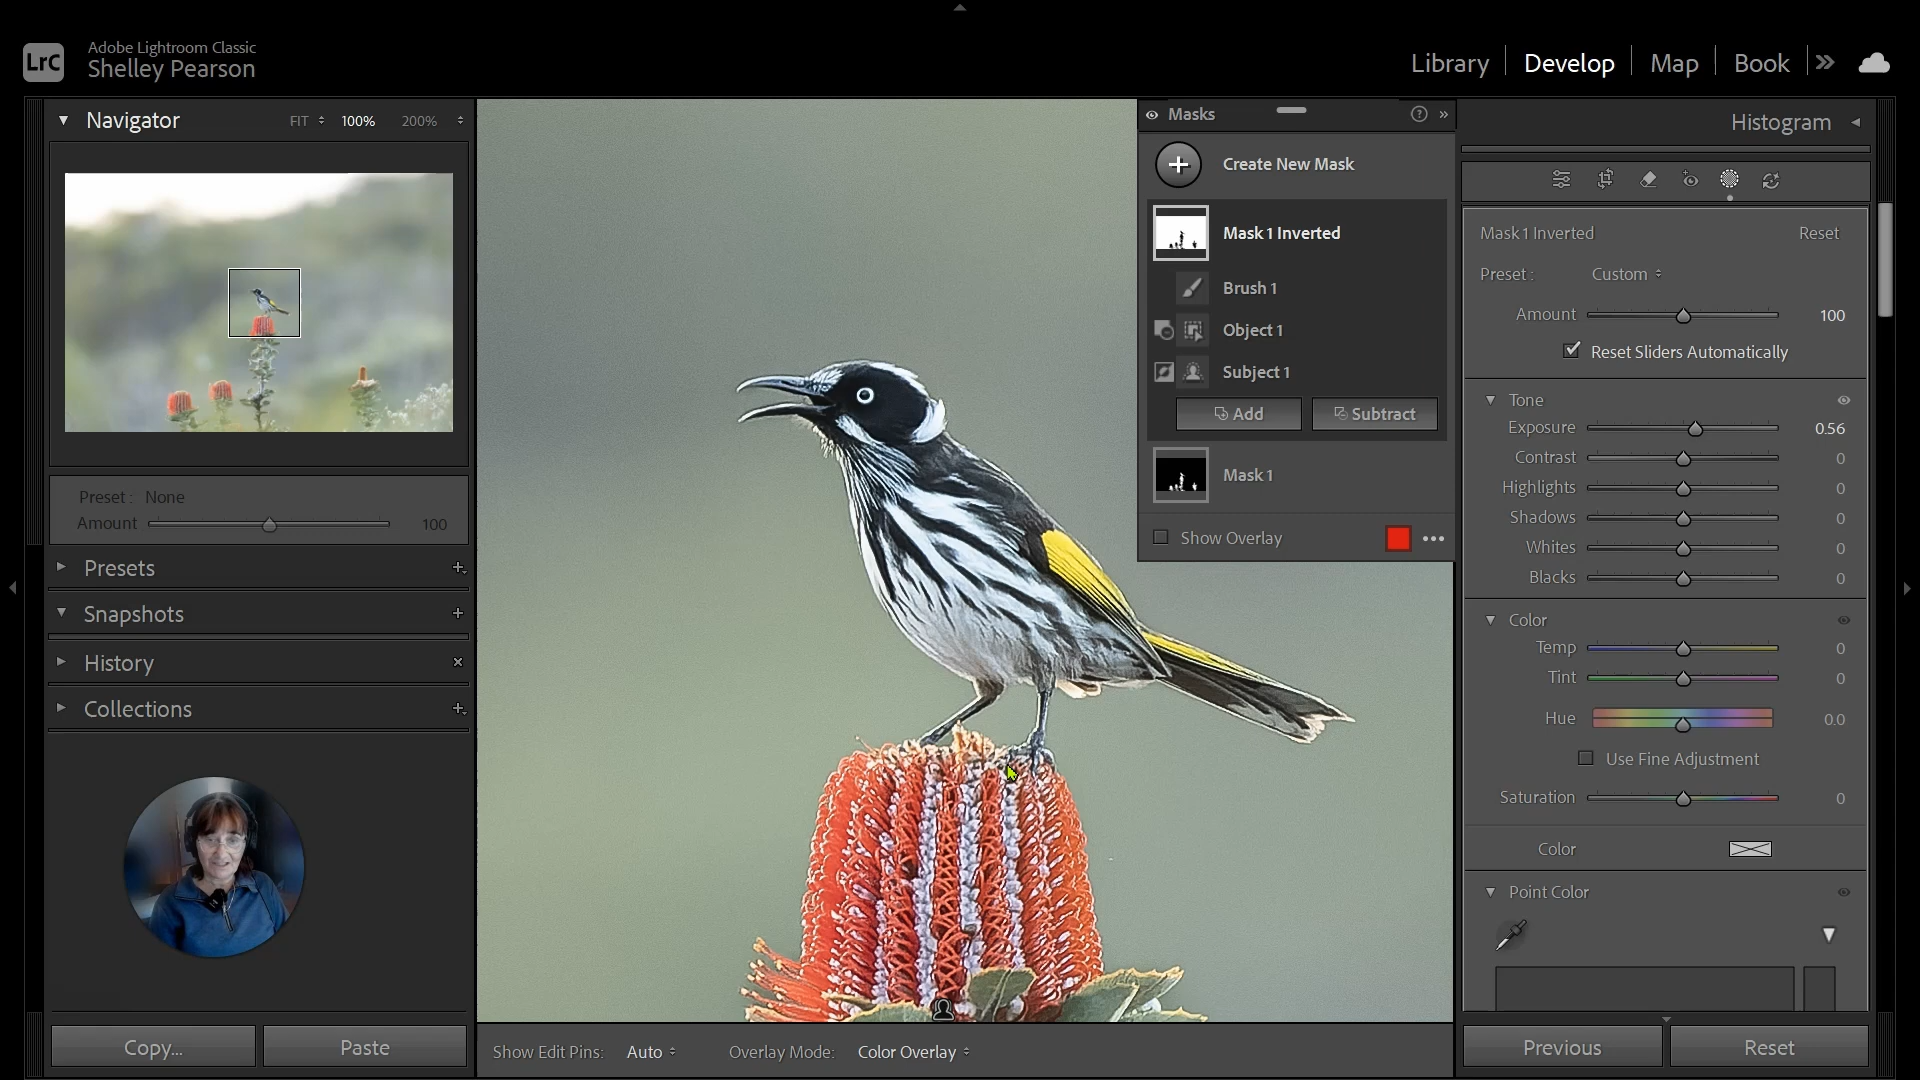 LrC
Adobe Lightroom Classic
Shelley Pearson
Library
Develop
Map
Book
Navigator
FIT
100%
200%
Preset : None
Amount
100
Presets
Snapshots
History
Collections
Copy...
Paste
Masks
Create New Mask
Mask 1 Inverted
Brush 1
Object 1
Subject 1
Add
Subtract
Mask 1
Show Overlay
Show Edit Pins: Auto
Overlay Mode: Color Overlay
Histogram
Mask 1 Inverted
Reset
Preset : Custom
Amount
100
Reset Sliders Automatically
Tone
Exposure
0.56
Contrast
0
Highlights
0
Shadows
0
Whites
0
Blacks
0
Color
Temp
0
Tint
0
Hue
0.0
Use Fine Adjustment
Saturation
0
Color
Point Color
Previous
Reset